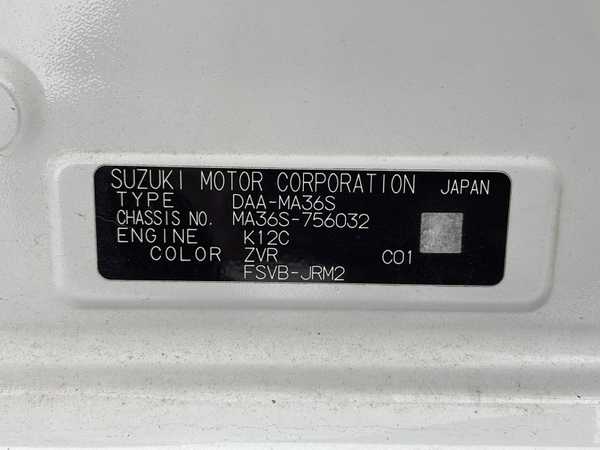 SUZUKI MOTOR CORPORATION JAPAN
TYPE DAA-MA36S
CHASSIS NO. MA36S-756032
ENGINE K12C
COLOR ZVR C01
FSVB-JRM2